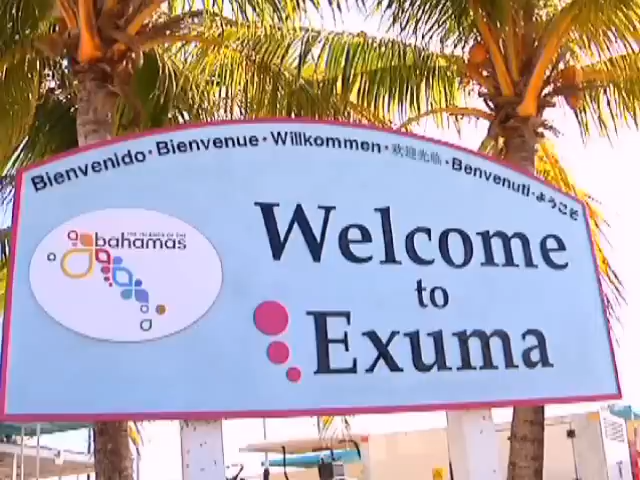 Bienvenido · Bienvenue · Willkommen · 欢迎光临 · Benvenuti · ようこそ
THE ISLANDS OF THE
bahamas
Welcome
to
Exuma